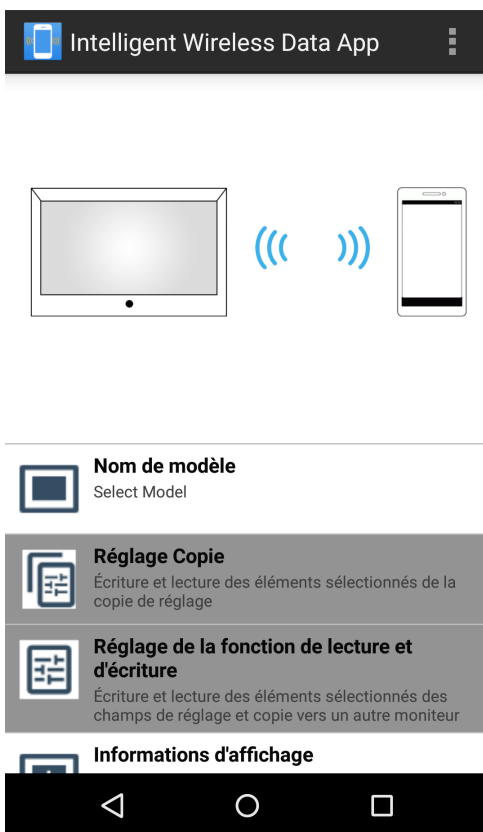 Intelligent Wireless Data App
Nom de modèle
Select Model
Réglage Copie
Écriture et lecture des éléments sélectionnés de la
copie de réglage
Réglage de la fonction de lecture et
d'écriture
Écriture et lecture des éléments sélectionnés des
champs de réglage et copie vers un autre moniteur
Informations d'affichage